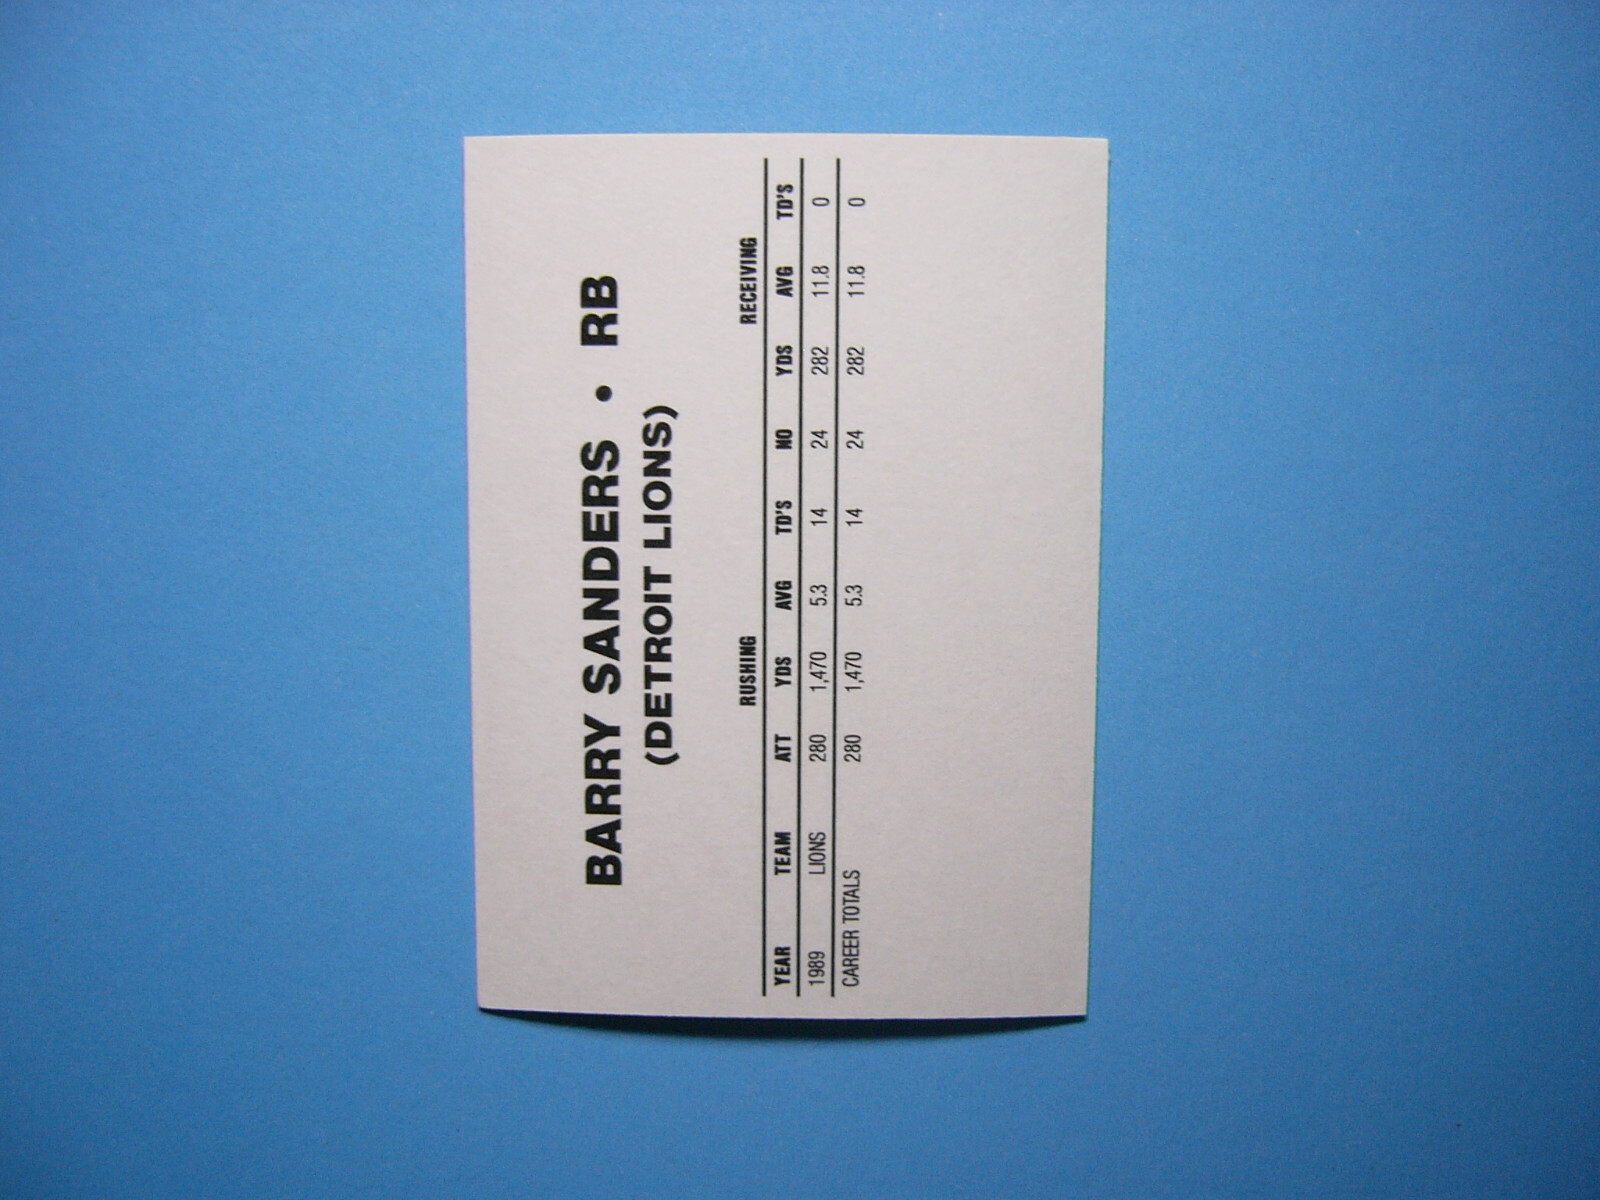 BARRY SANDERS • RB
(DETROIT LIONS)
RUSHING RECEIVING
YEAR TEAM ATT YDS AVG TD'S NO YDS AVG TD'S
1989 LIONS 280 1,470 5.3 14 24 282 11.8 0
CAREER TOTALS 280 1,470 5.3 14 24 282 11.8 0